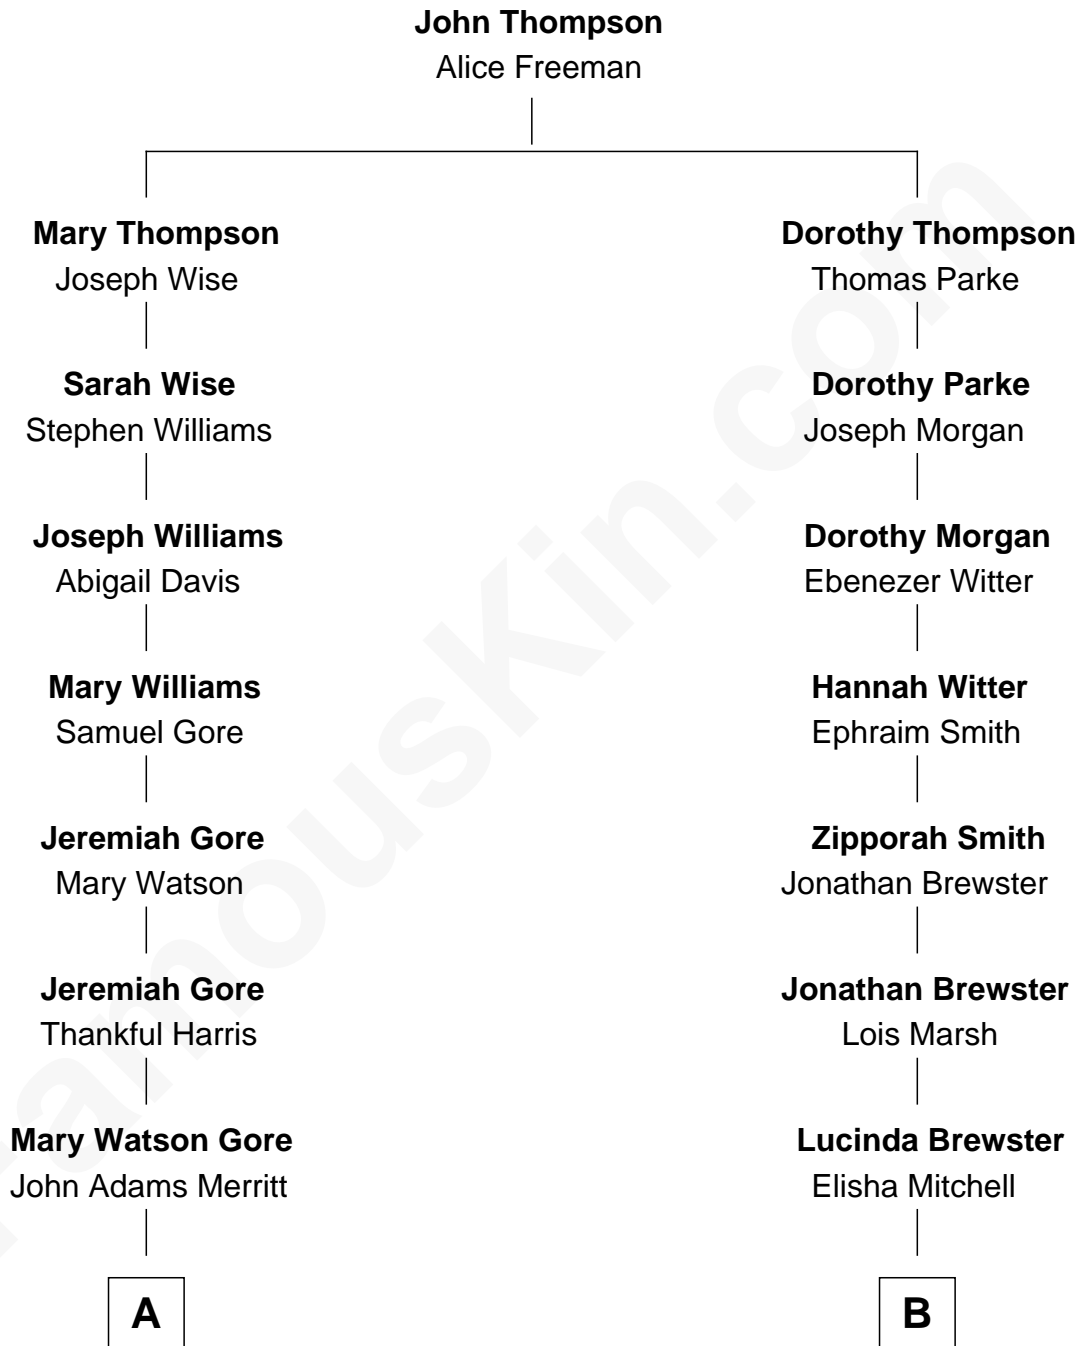 John Thompson
Alice Freeman
Mary Thompson
Joseph Wise
Dorothy Thompson
Thomas Parke
Sarah Wise
Stephen Williams
Dorothy Parke
Joseph Morgan
Joseph Williams
Abigail Davis
Dorothy Morgan
Ebenezer Witter
Mary Williams
Samuel Gore
Hannah Witter
Ephraim Smith
Jeremiah Gore
Mary Watson
Zipporah Smith
Jonathan Brewster
Jeremiah Gore
Thankful Harris
Jonathan Brewster
Lois Marsh
Mary Watson Gore
John Adams Merritt
Lucinda Brewster
Elisha Mitchell
A
B
FamousKin.com